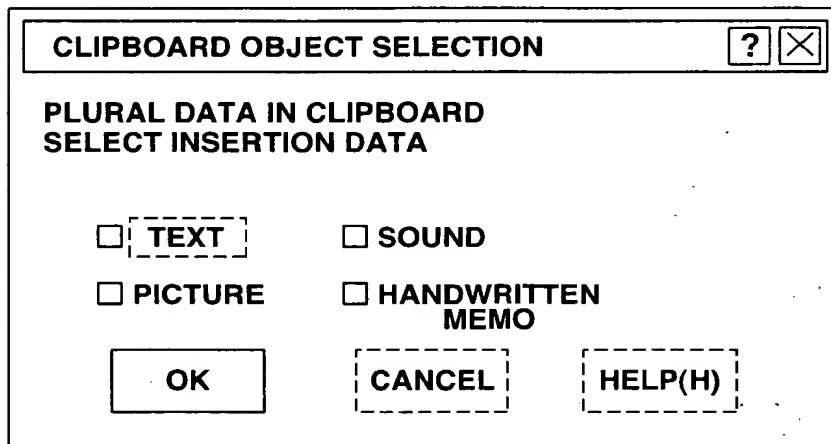 CLIPBOARD OBJECT SELECTION ?
PLURAL DATA IN CLIPBOARD
SELECT INSERTION DATA
TEXT SOUND
PICTURE HANDWRITTEN
MEMO
OK CANCEL HELP(H)